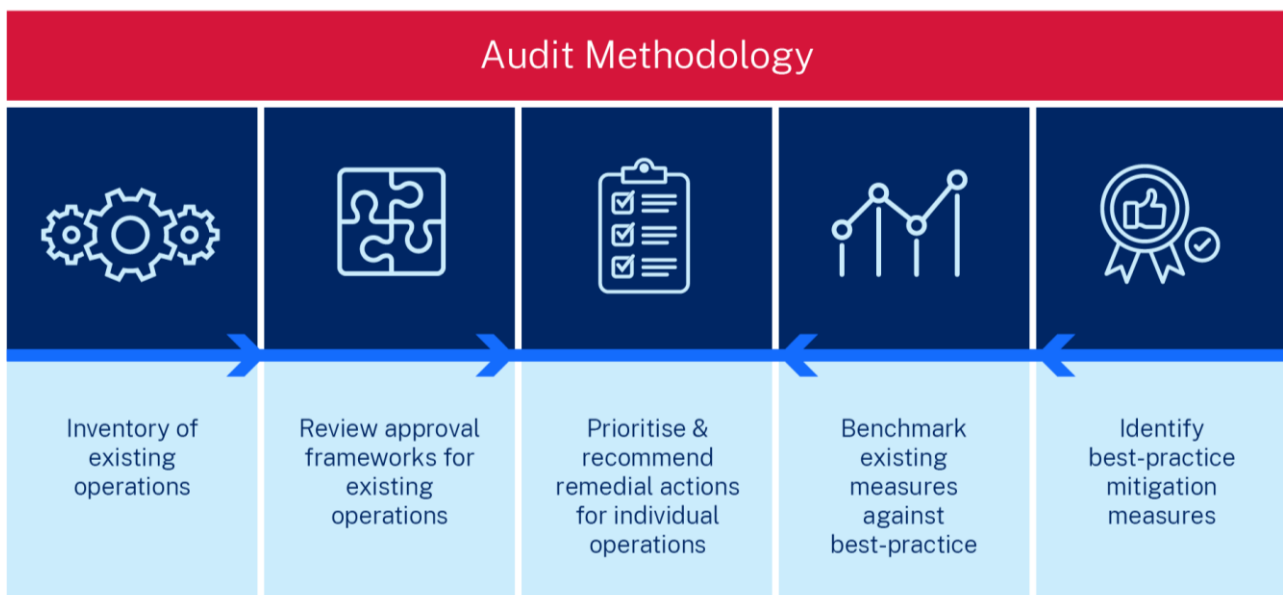 Audit Methodology
Inventory of
existing
operations
Review approval
frameworks for
existing
operations
Prioritise &
recommend
remedial actions
for individual
operations
Benchmark
existing
measures
against
best-practice
Identify
best-practice
mitigation
measures